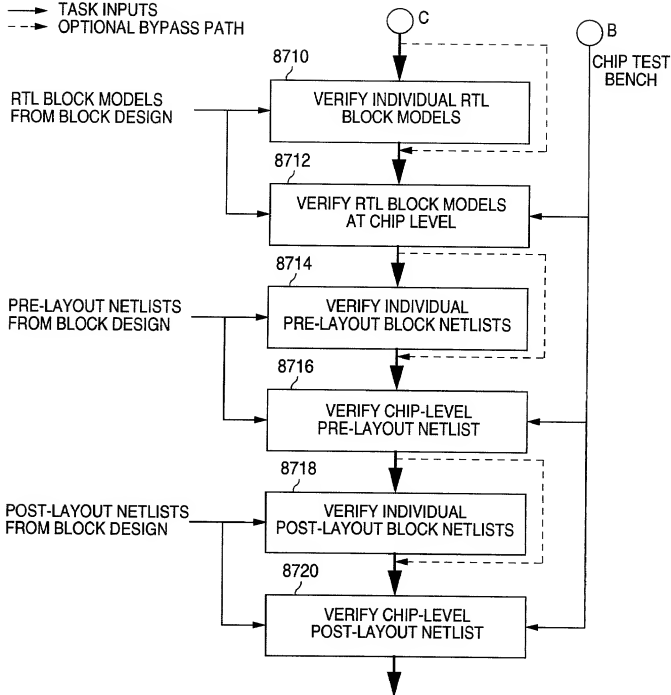 TASK INPUTS
OPTIONAL BYPASS PATH
C
B
CHIP TEST
BENCH
8710
VERIFY INDIVIDUAL RTL
BLOCK MODELS
RTL BLOCK MODELS
FROM BLOCK DESIGN
8712
VERIFY RTL BLOCK MODELS
AT CHIP LEVEL
8714
VERIFY INDIVIDUAL
PRE-LAYOUT BLOCK NETLISTS
PRE-LAYOUT NETLISTS
FROM BLOCK DESIGN
8716
VERIFY CHIP-LEVEL
PRE-LAYOUT NETLIST
8718
VERIFY INDIVIDUAL
POST-LAYOUT BLOCK NETLISTS
POST-LAYOUT NETLISTS
FROM BLOCK DESIGN
8720
VERIFY CHIP-LEVEL
POST-LAYOUT NETLIST